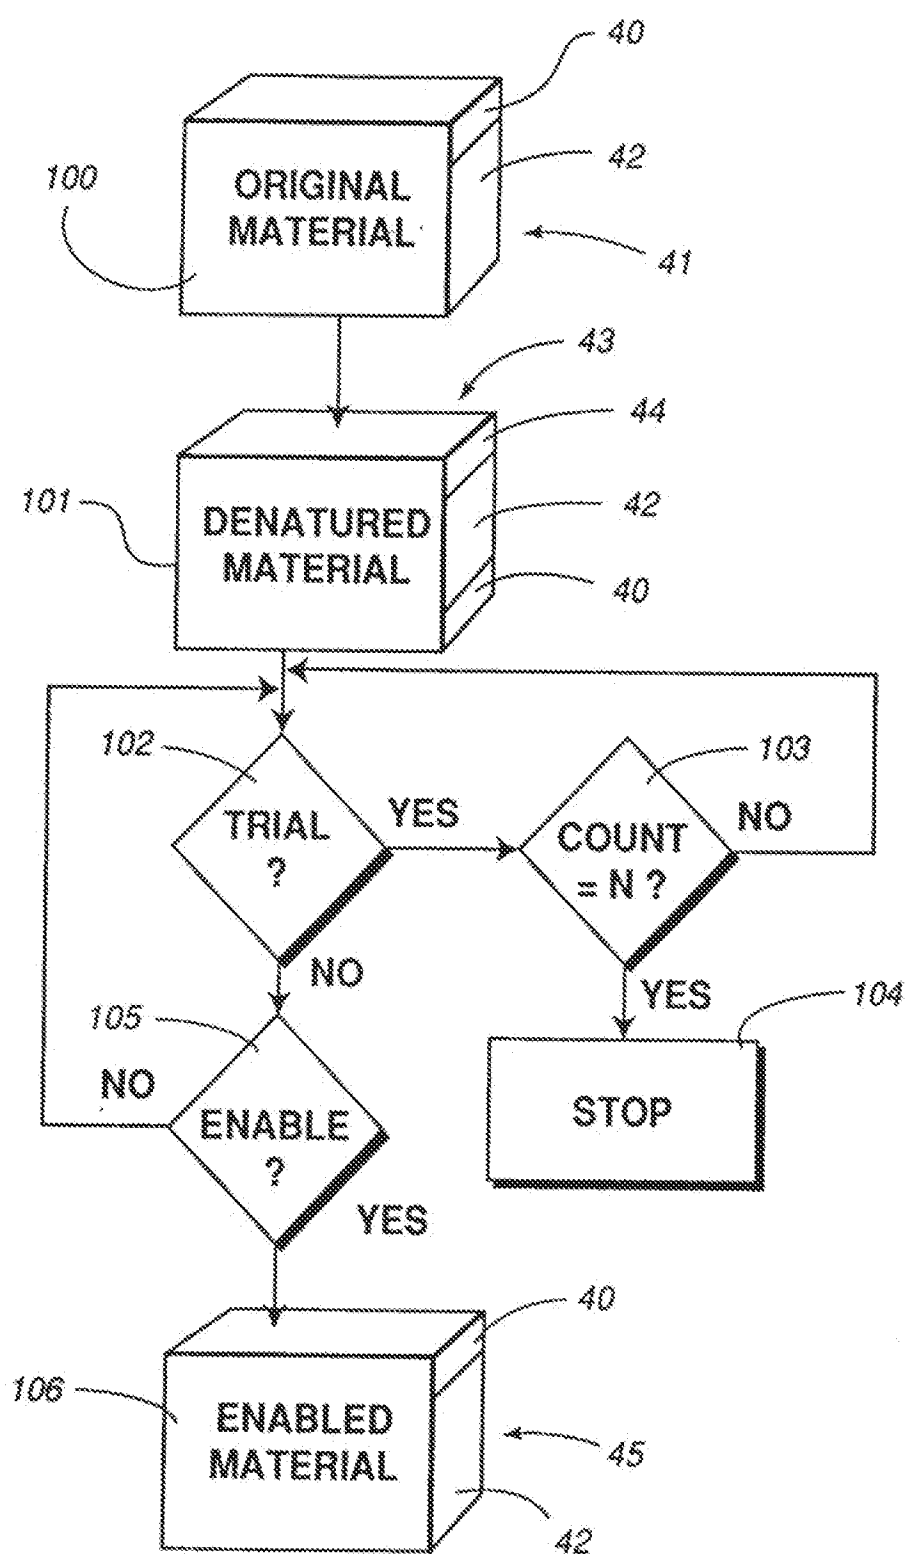 40
42
100
ORIGINAL
MATERIAL
41
43
44
101
DENATURED
MATERIAL
42
40
102
103
TRIAL
?
YES
COUNT
= N ?
NO
NO
YES
104
105
NO
ENABLE
?
STOP
YES
40
106
ENABLED
MATERIAL
45
42